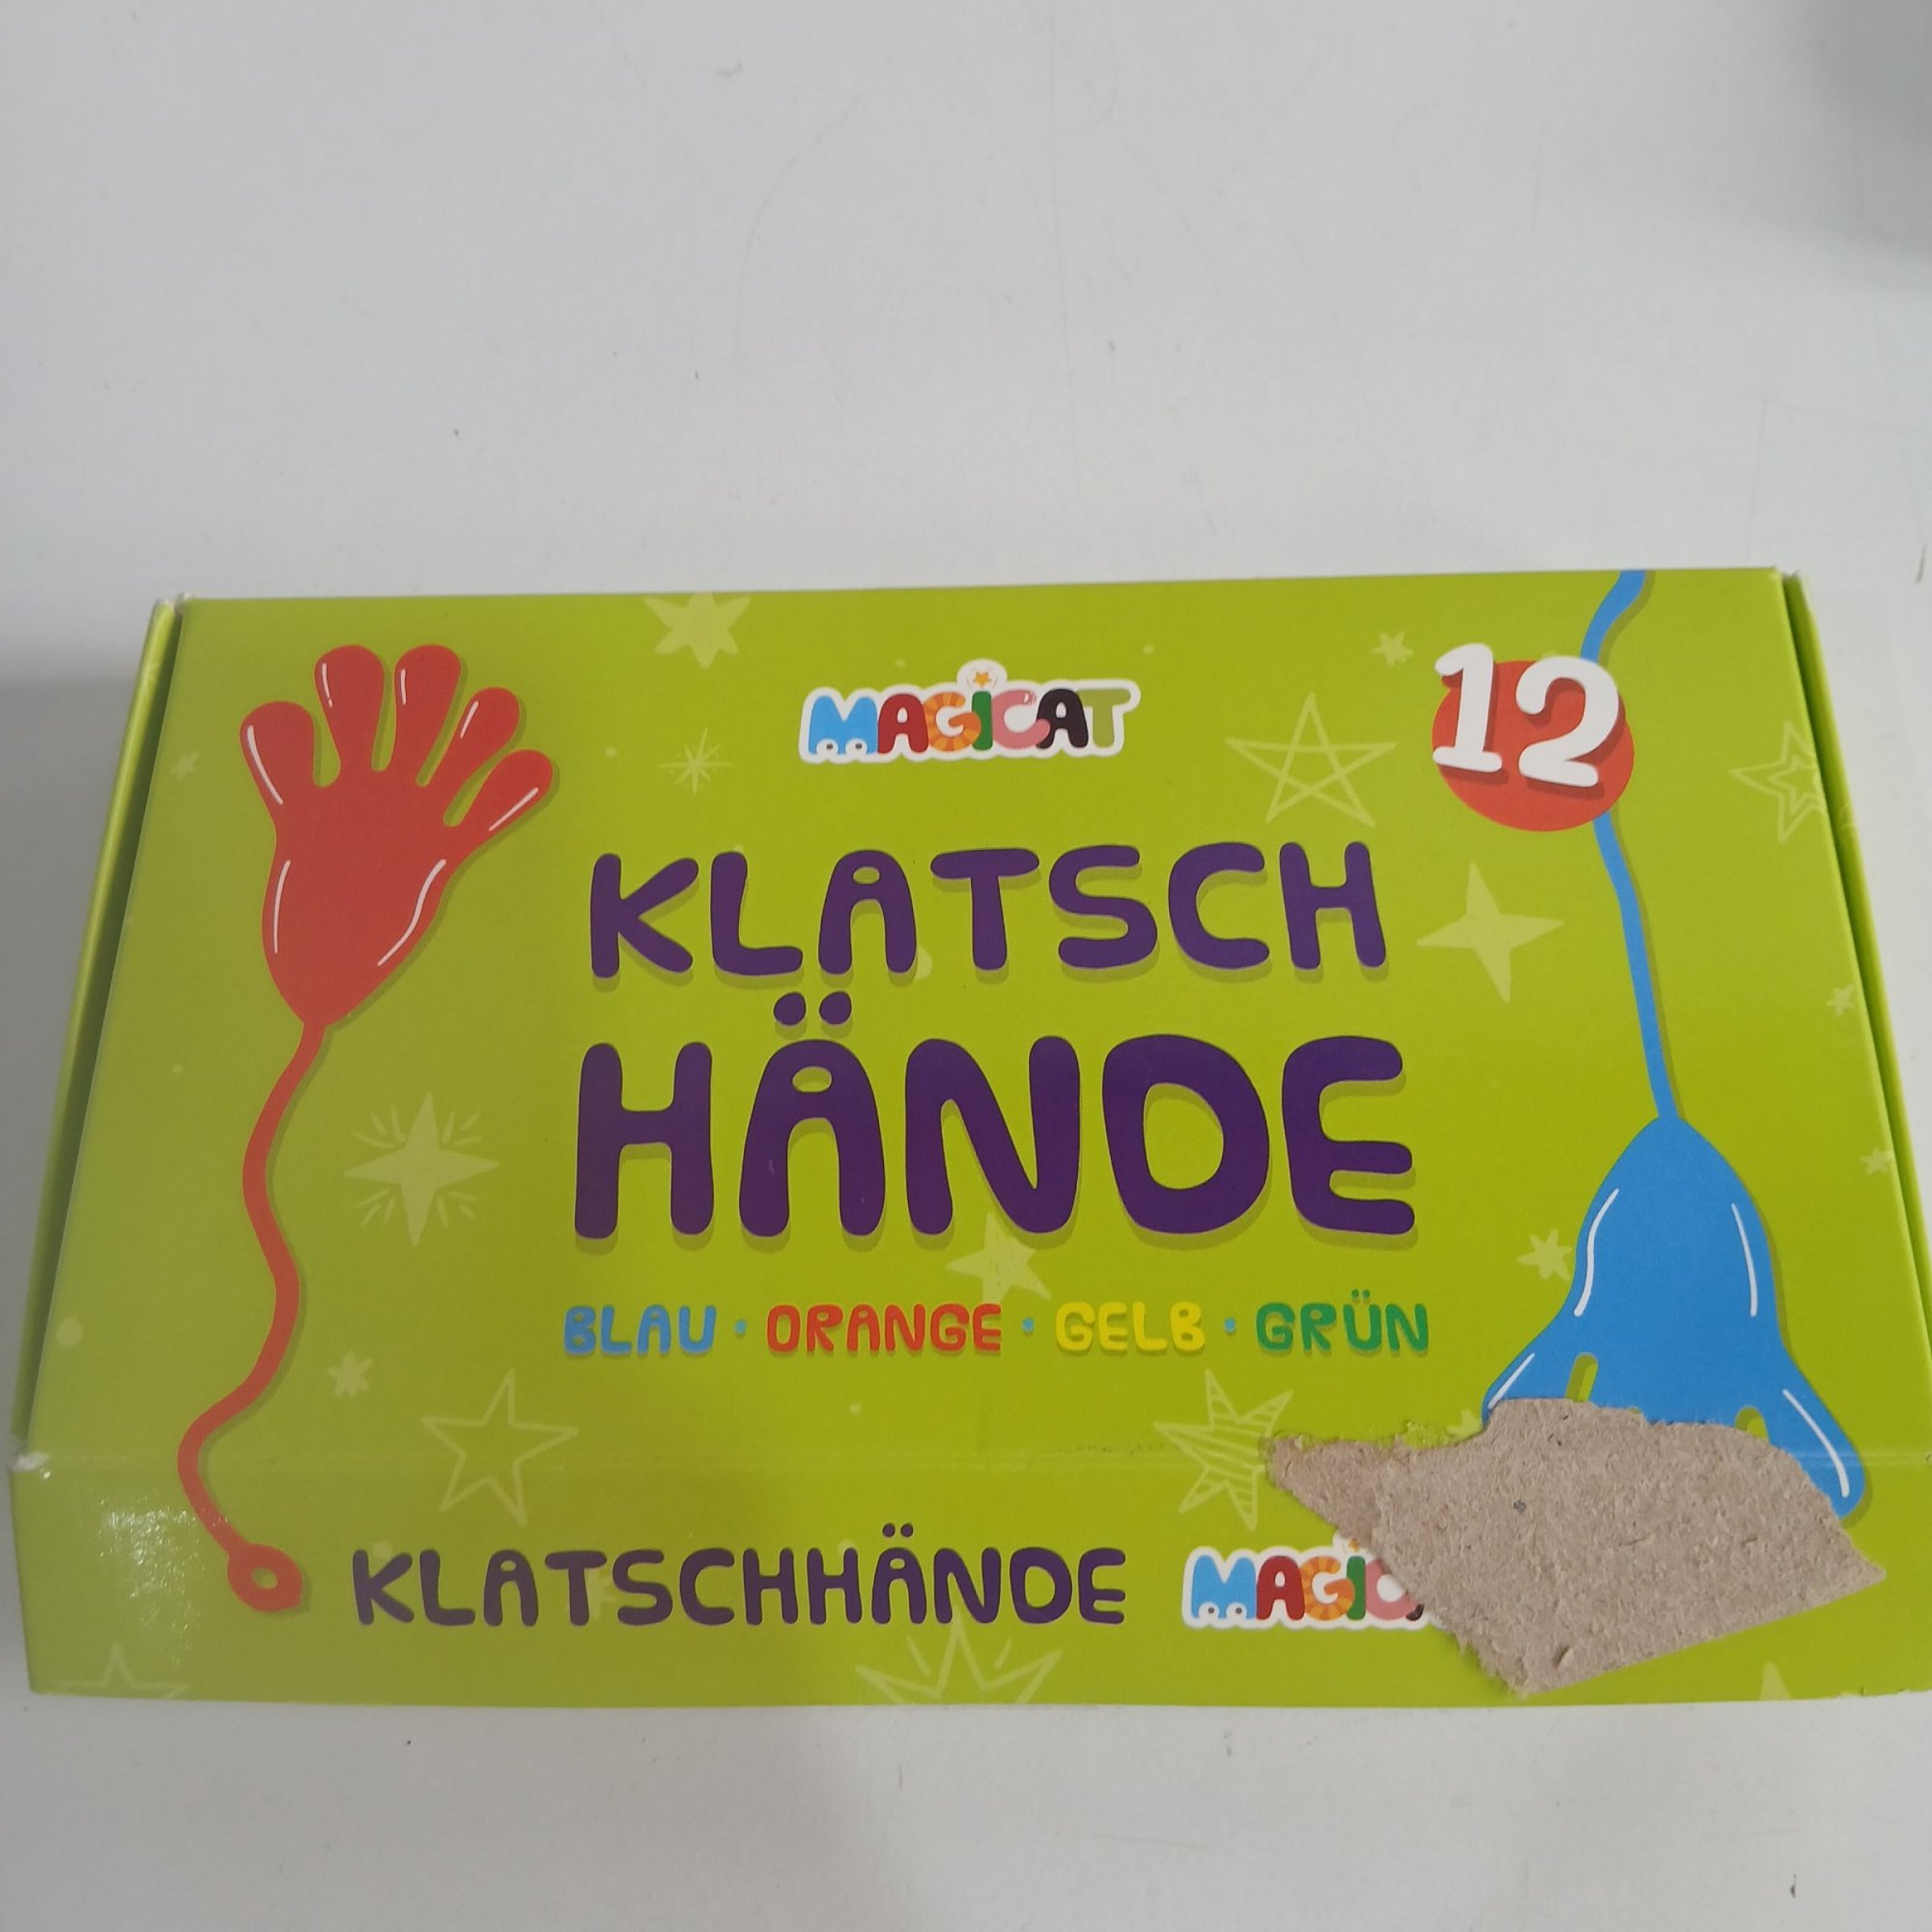 MAGICAT
12
KLATSCH
HÄNDE
BLAU · ORANGE · GELB · GRÜN
KLATSCHHÄNDE